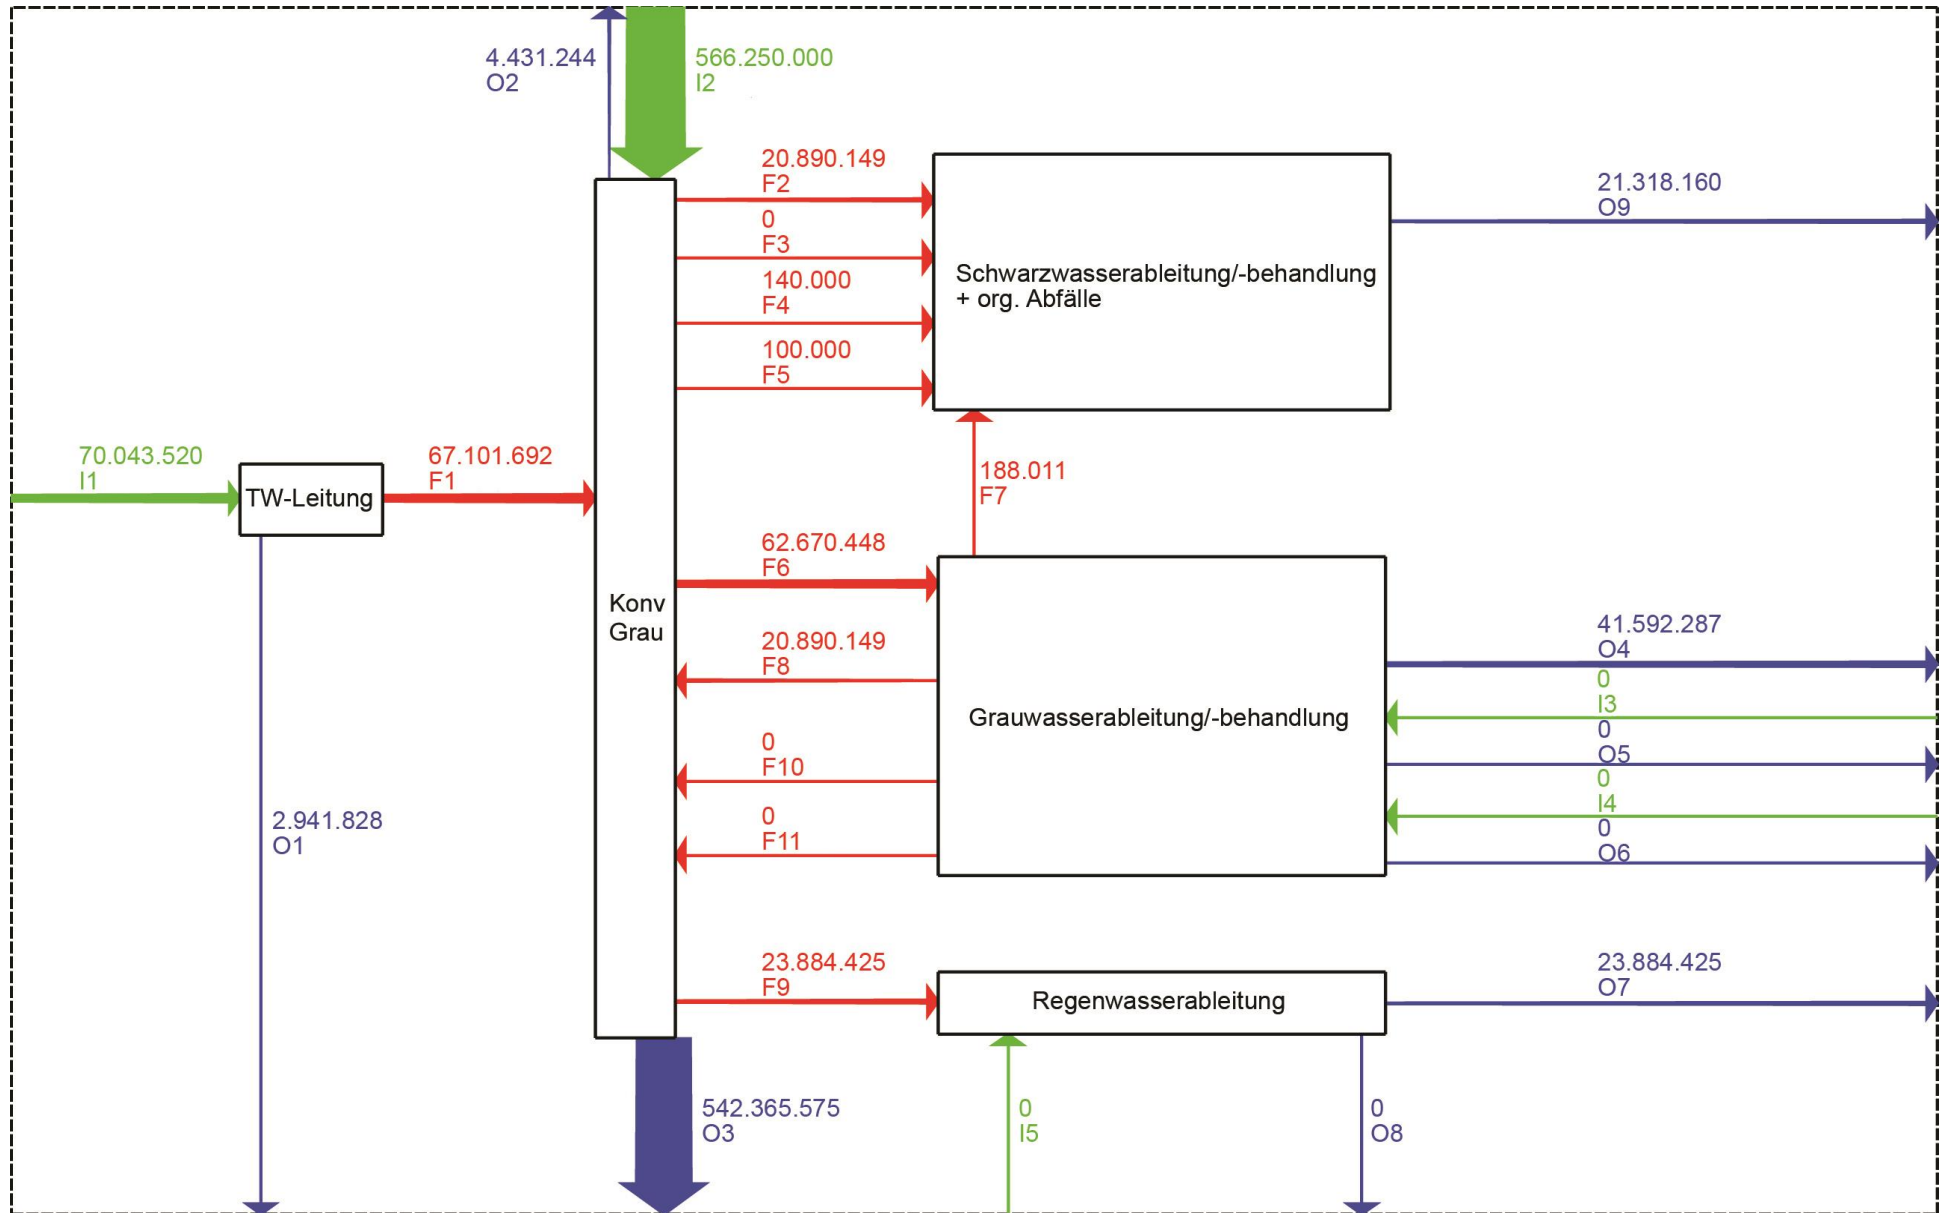 4.431.244
O2
566.250.000
I2
20.890.149
F2
0
F3
140.000
F4
100.000
F5
Schwarzwasserableitung/-behandlung
+ org. Abfälle
21.318.160
O9
70.043.520
I1
TW-Leitung
67.101.692
F1
188.011
F7
Konv
Grau
62.670.448
F6
20.890.149
F8
0
F10
0
F11
Grauwasserableitung/-behandlung
41.592.287
O4
0
I3
0
O5
0
I4
0
O6
2.941.828
O1
23.884.425
F9
Regenwasserableitung
23.884.425
O7
542.365.575
O3
0
I5
0
O8